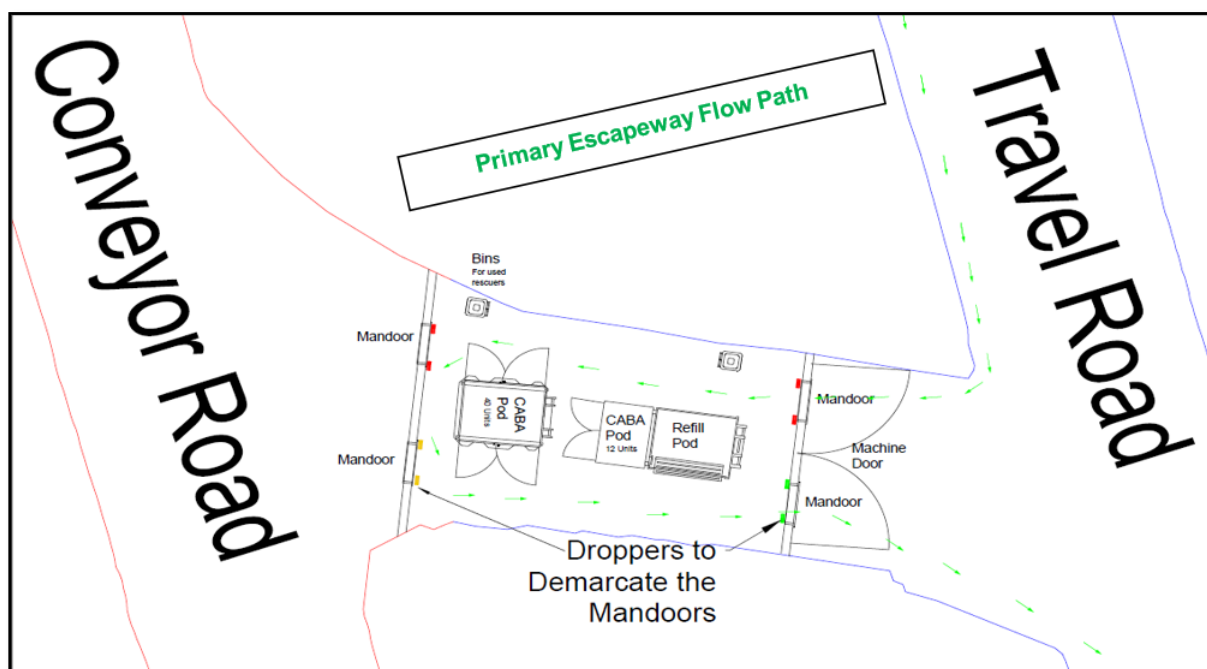 Conveyor Road
Primary Escapeway Flow Path
Travel Road
Bins
For used
rescuers
Mandoor
Mandoor
CABA
Pod
40 Units
CABA
Pod
12 Units
Refill
Pod
Mandoor
Machine
Door
Mandoor
Droppers to
Demarcate the
Mandoors